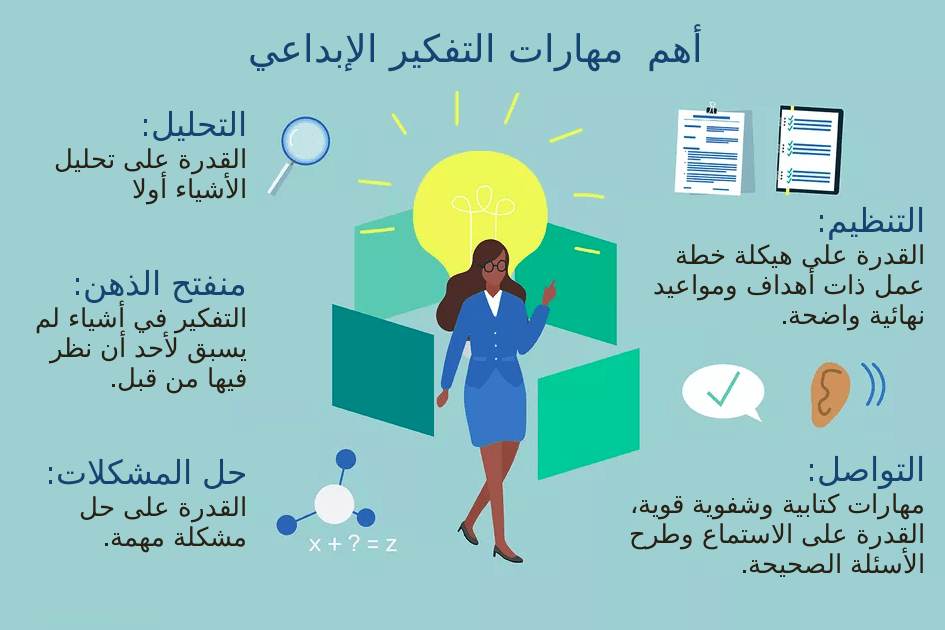 أهم مهارات التفكير الإبداعي
التنظيم:
القدرة على هيكلة خطة
عمل ذات أهداف ومواعيد
نهائية واضحة.
التواصل:
مهارات كتابية وشفوية قوية،
القدرة على الاستماع وطرح
الأسئلة الصحيحة.
التحليل:
القدرة على تحليل
الأشياء أولا
منفتح الذهن:
التفكير في أشياء لم
يسبق لأحد أن نظر
فيها من قبل.
حل المشكلات:
القدرة على حل
مشكلة مهمة.
x + ? = z